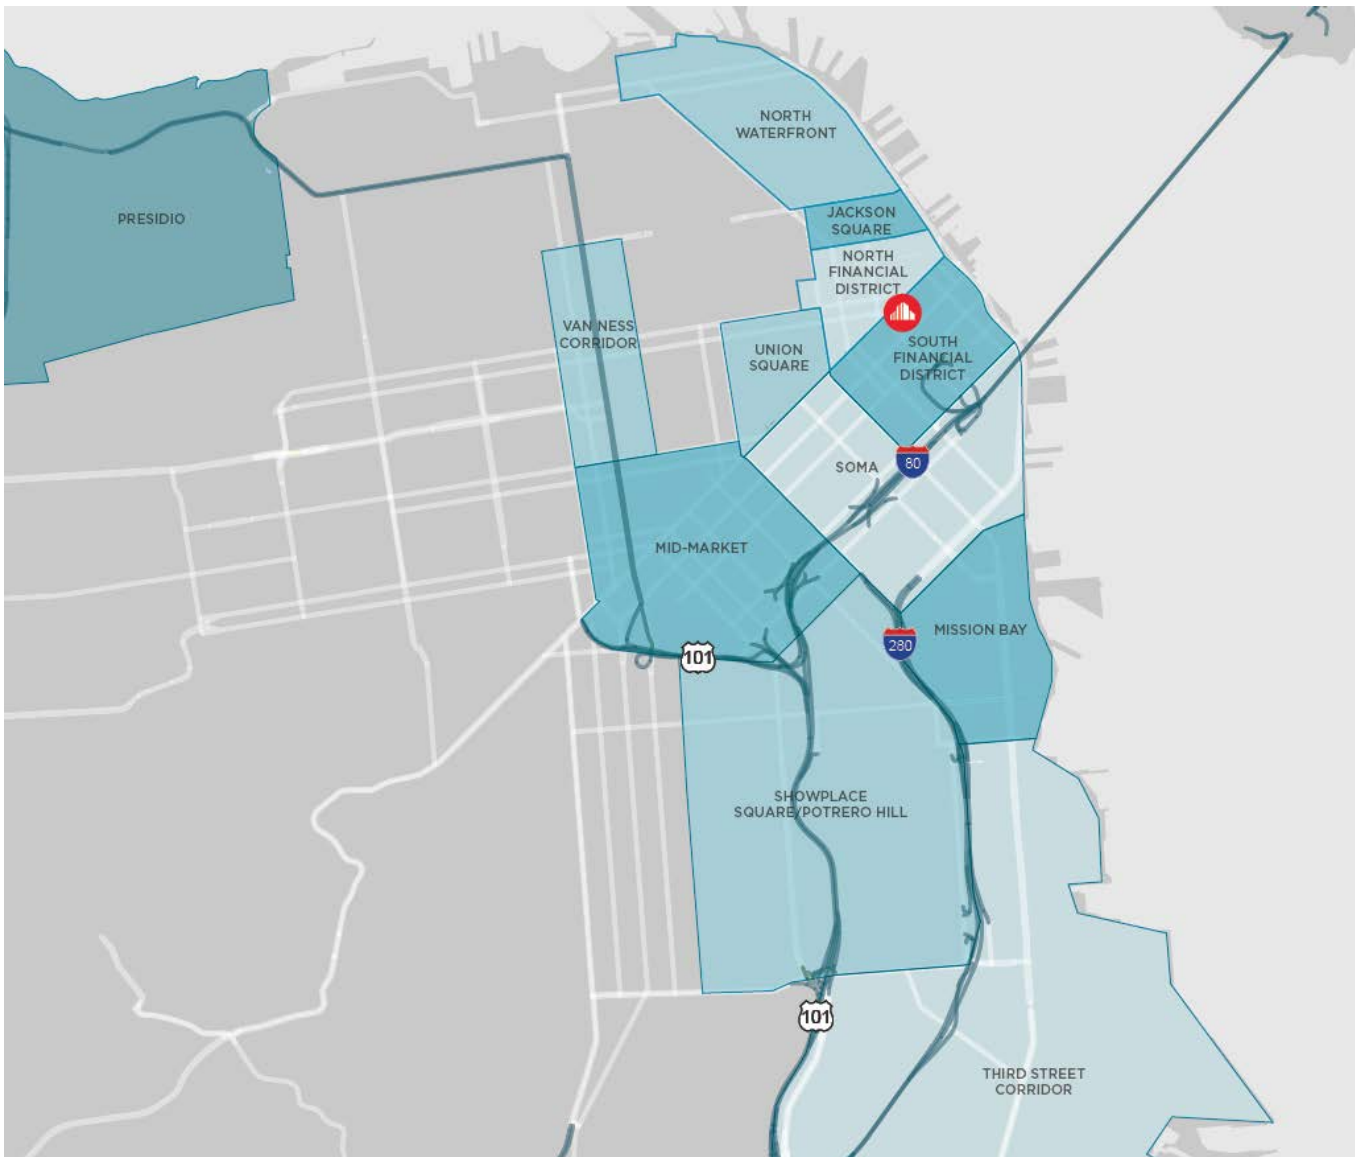 NORTH
WATERFRONT
PRESIDIO
JACKSON
SQUARE
NORTH
FINANCIAL
DISTRICT
VAN NESS
CORRIDOR
UNION
SQUARE
SOUTH
FINANCIAL
DISTRICT
SOMA
80
MID-MARKET
MISSION BAY
280
101
SHOWPLACE
SQUARE/POTRERO HILL
101
THIRD STREET
CORRIDOR